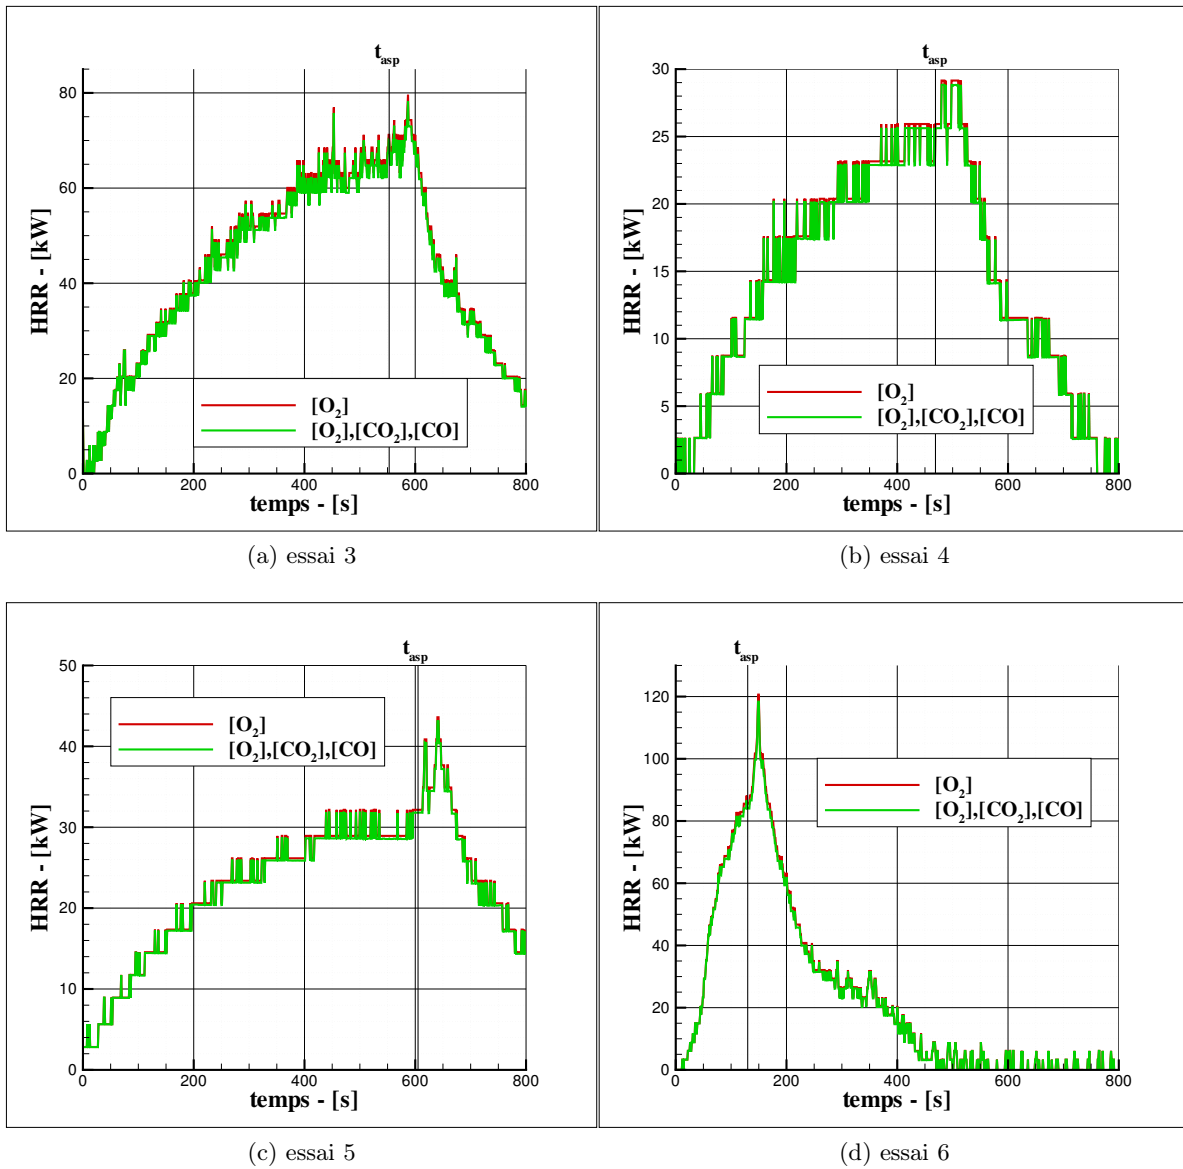 t_asp
80
60
40
20
0
HRR - [kW]
[O₂]
[O₂],[CO₂],[CO]
0 200 400 600 800
temps - [s]
(a) essai 3
t_asp
30
25
20
15
10
5
0
HRR - [kW]
[O₂]
[O₂],[CO₂],[CO]
0 200 400 600 800
temps - [s]
(b) essai 4
t_asp
50
40
30
20
10
0
HRR - [kW]
[O₂]
[O₂],[CO₂],[CO]
0 200 400 600 800
temps - [s]
(c) essai 5
t_asp
120
100
80
60
40
20
0
HRR - [kW]
[O₂]
[O₂],[CO₂],[CO]
0 200 400 600 800
temps - [s]
(d) essai 6